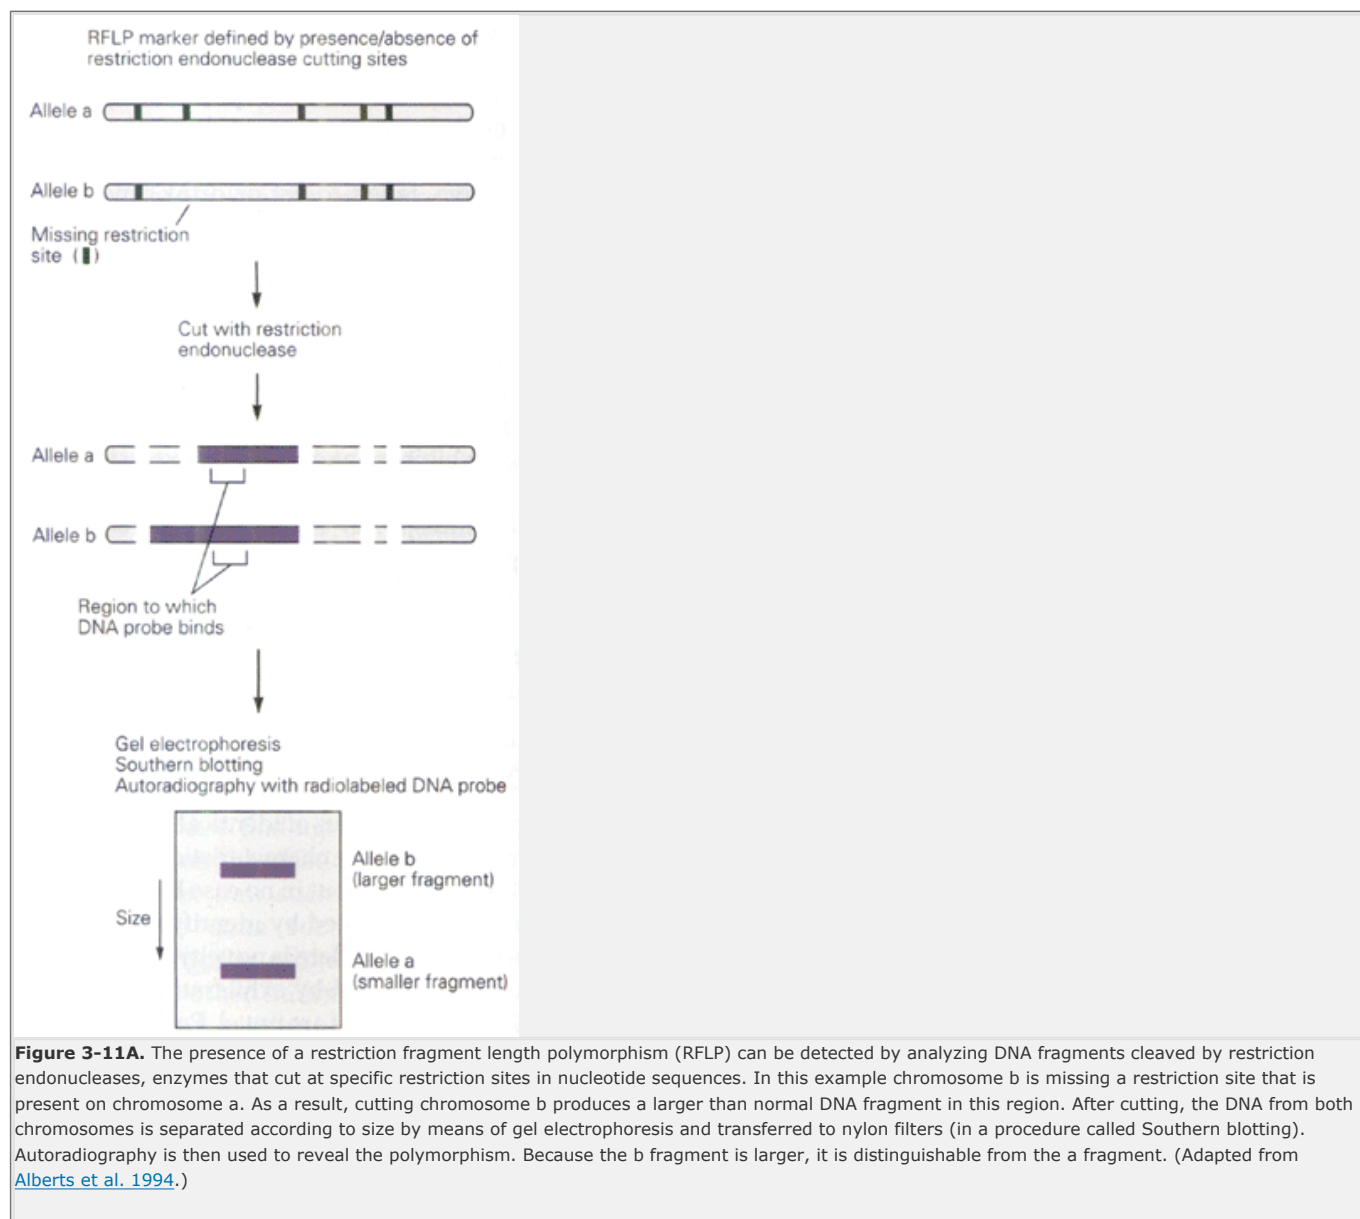 RFLP marker defined by presence/absence of
restriction endonuclease cutting sites
Allele a
Allele b
Missing restriction
site ( )
Cut with restriction
endonuclease
Allele a
Allele b
Region to which
DNA probe binds
Gel electrophoresis
Southern blotting
Autoradiography with radiolabeled DNA probe
Allele b
(larger fragment)
Size
Allele a
(smaller fragment)
Figure 3-11A. The presence of a restriction fragment length polymorphism (RFLP) can be detected by analyzing DNA fragments cleaved by restriction
endonucleases, enzymes that cut at specific restriction sites in nucleotide sequences. In this example chromosome b is missing a restriction site that is
present on chromosome a. As a result, cutting chromosome b produces a larger than normal DNA fragment in this region. After cutting, the DNA from both
chromosomes is separated according to size by means of gel electrophoresis and transferred to nylon filters (in a procedure called Southern blotting).
Autoradiography is then used to reveal the polymorphism. Because the b fragment is larger, it is distinguishable from the a fragment. (Adapted from
Alberts et al. 1994.)